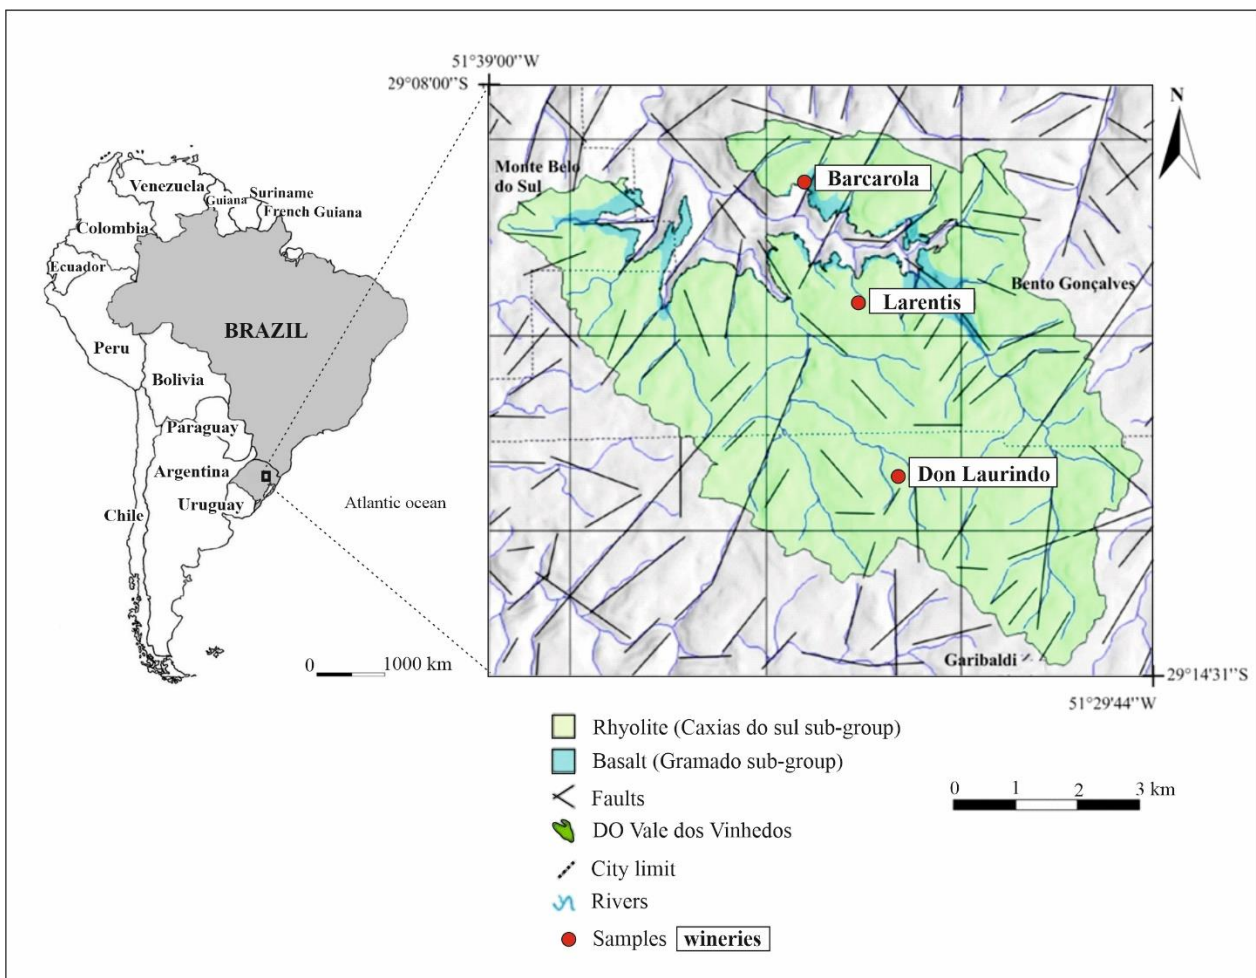 51°39'00''W
29°08'00''S
N
Monte Belo
do Sul
Barcarola
Bento Gonçalves
Larentis
Don Laurindo
Garibaldi
29°14'31''S
51°29'44''W
Venezuela
Guiana
Suriname
French Guiana
Colombia
Ecuador
BRAZIL
Peru
Bolivia
Paraguay
Argentina
Uruguay
Chile
Atlantic ocean
0 1000 km
Rhyolite (Caxias do sul sub-group)
Basalt (Gramado sub-group)
Faults
DO Vale dos Vinhedos
City limit
Rivers
Samples wineries
0 1 2 3 km